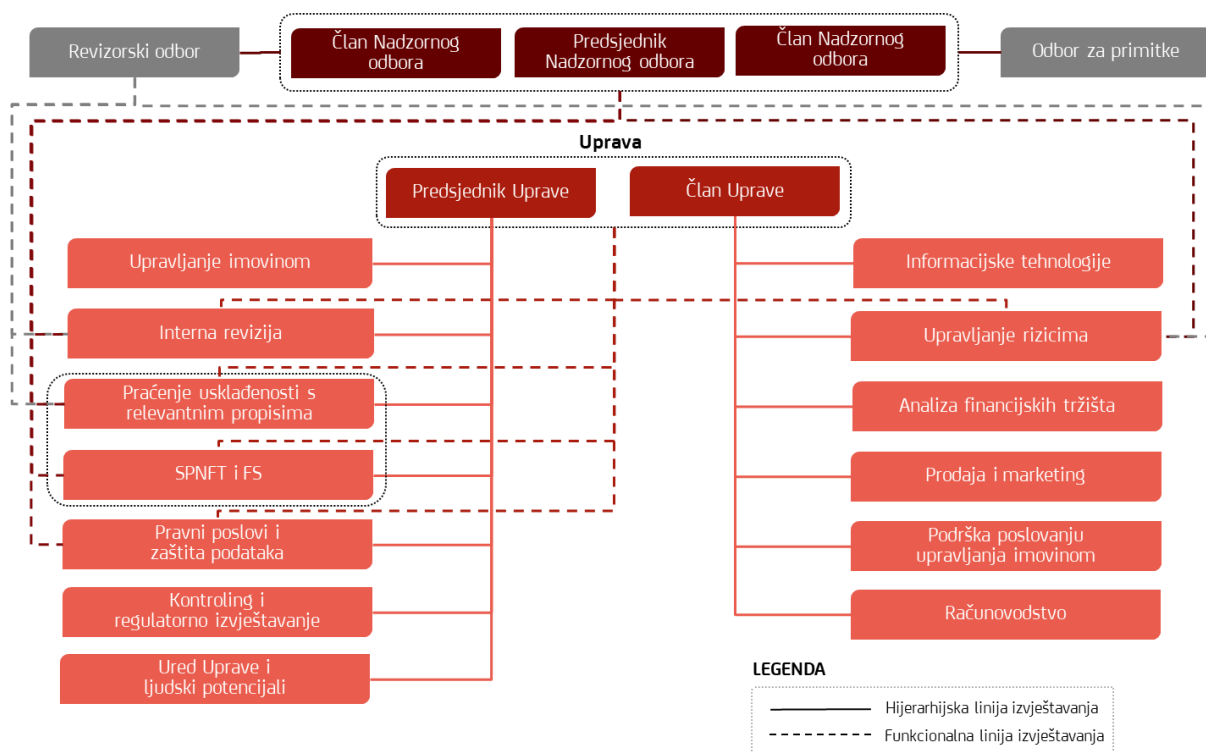 Revizorski odbor
Član Nadzornog
odbora
Predsjednik
Nadzornog odbora
Član Nadzornog
odbora
Odbor za primitke
Uprava
Predsjednik Uprave
Član Uprave
Upravljanje imovinom
Interna revizija
Praćenje usklađenosti s
relevantnim propisima
SPNFT i FS
Pravni poslovi i
zaštita podataka
Kontroling i
regulatorno izvještavanje
Ured Uprave i
ljudski potencijali
Informacijske tehnologije
Upravljanje rizicima
Analiza financijskih tržišta
Prodaja i marketing
Podrška poslovanju
upravljanja imovinom
Računovodstvo
LEGENDA
Hijerarhijska linija izvještavanja
Funkcionalna linija izvještavanja